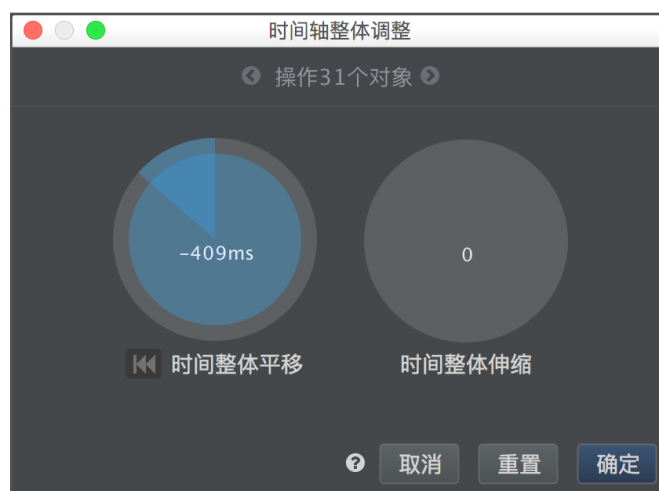 时间轴整体调整
操作31个对象
-409ms
0
时间整体平移
时间整体伸缩
?
取消
重置
确定